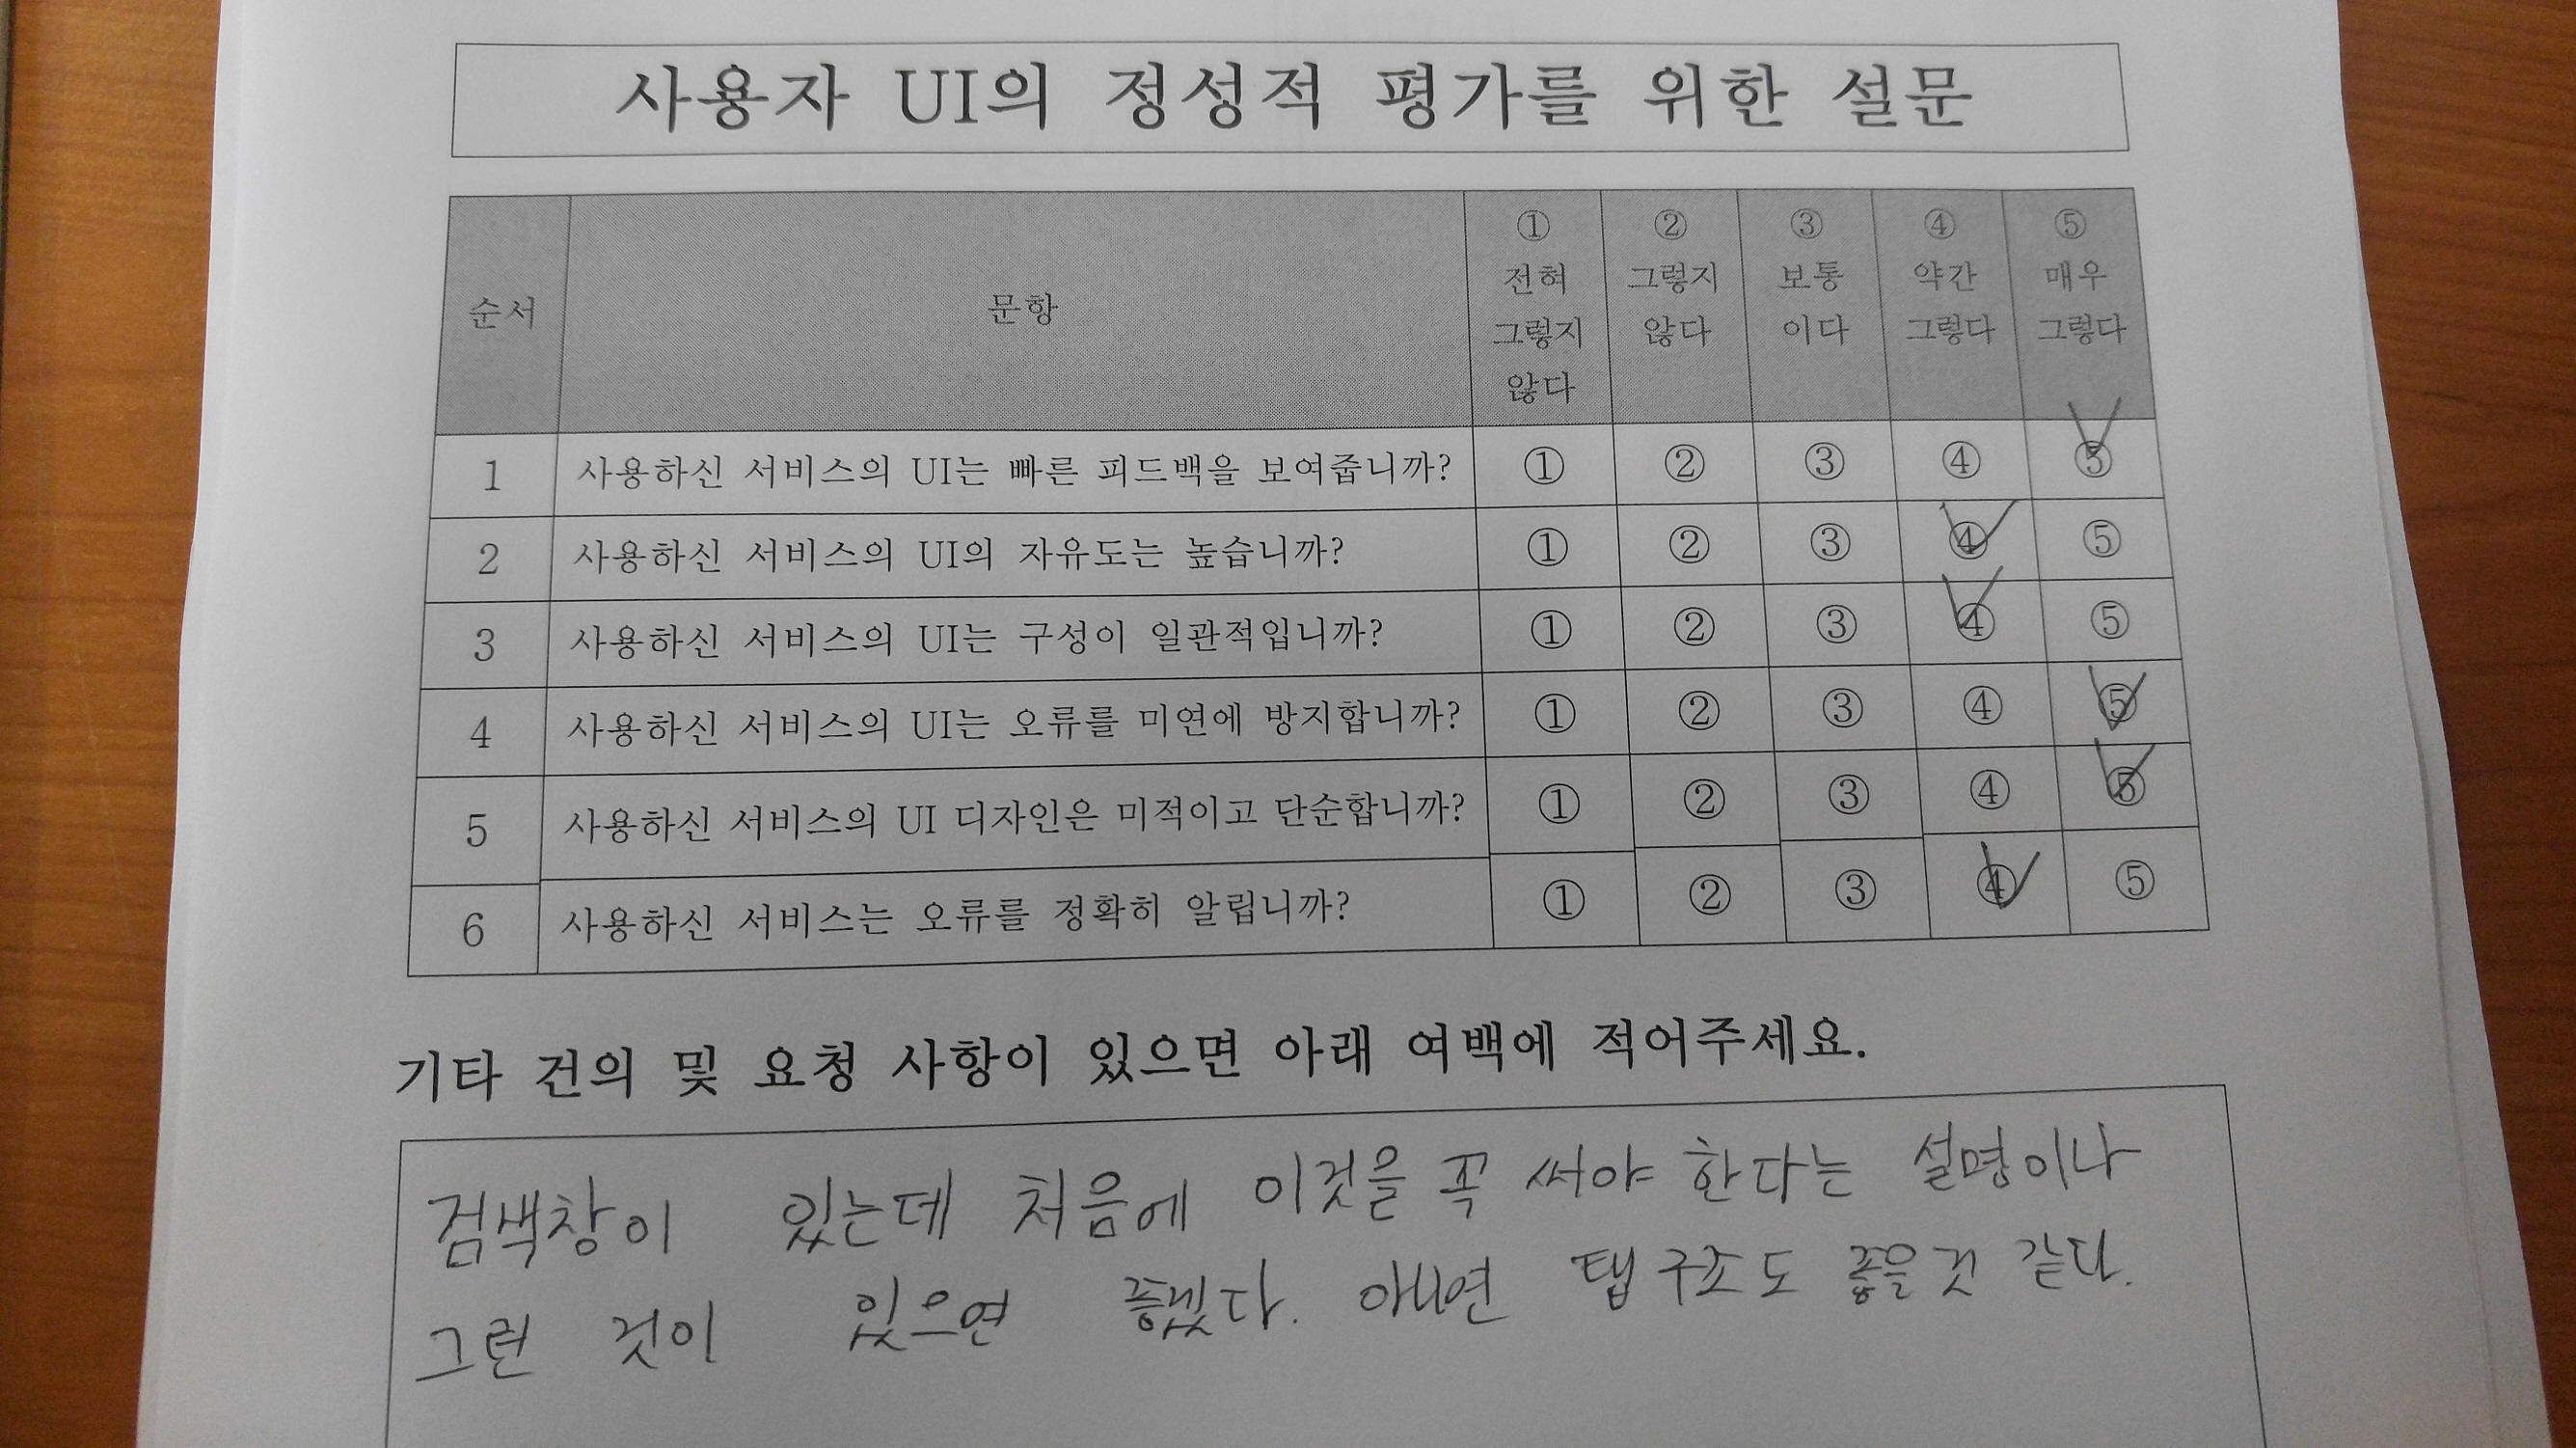 사용자 UI의 정성적 평가를 위한 설문
순서 문항 ① 전혀 그렇지 않다 ② 그렇지 않다 ③ 보통이다 ④ 약간 그렇다 ⑤ 매우 그렇다
1 사용하신 서비스의 UI는 빠른 피드백을 보여줍니까? ① ② ③ ④ ⑤
2 사용하신 서비스의 UI의 자유도는 높습니까? ① ② ③ ④ ⑤
3 사용하신 서비스의 UI는 구성이 일관적입니까? ① ② ③ ④ ⑤
4 사용하신 서비스의 UI는 오류를 미연에 방지합니까? ① ② ③ ④ ⑤
5 사용하신 서비스의 UI 디자인은 미적이고 단순합니까? ① ② ③ ④ ⑤
6 사용하신 서비스는 오류를 정확히 알립니까? ① ② ③ ④ ⑤
기타 건의 및 요청 사항이 있으면 아래 여백에 적어주세요.
검색창이 있는데 처음에 이것을 꼭 써야 한다는 설명이나
그런 것이 있으면 좋겠다. 아니면 탭구조도 좋을 것 같다.